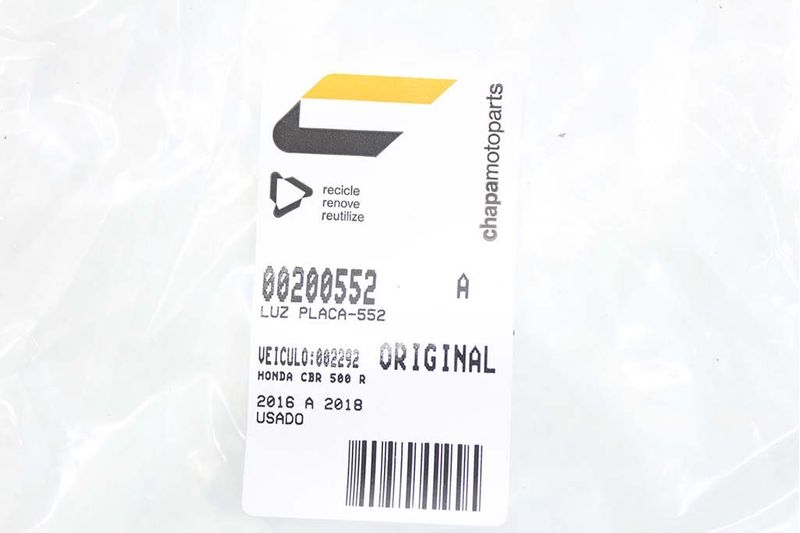 chapamotoparts
recicle
renove
reutilize
00200552 A
LUZ PLACA-552
VEICULO:002292 ORIGINAL
HONDA CBR 500 R
2016 A 2018
USADO